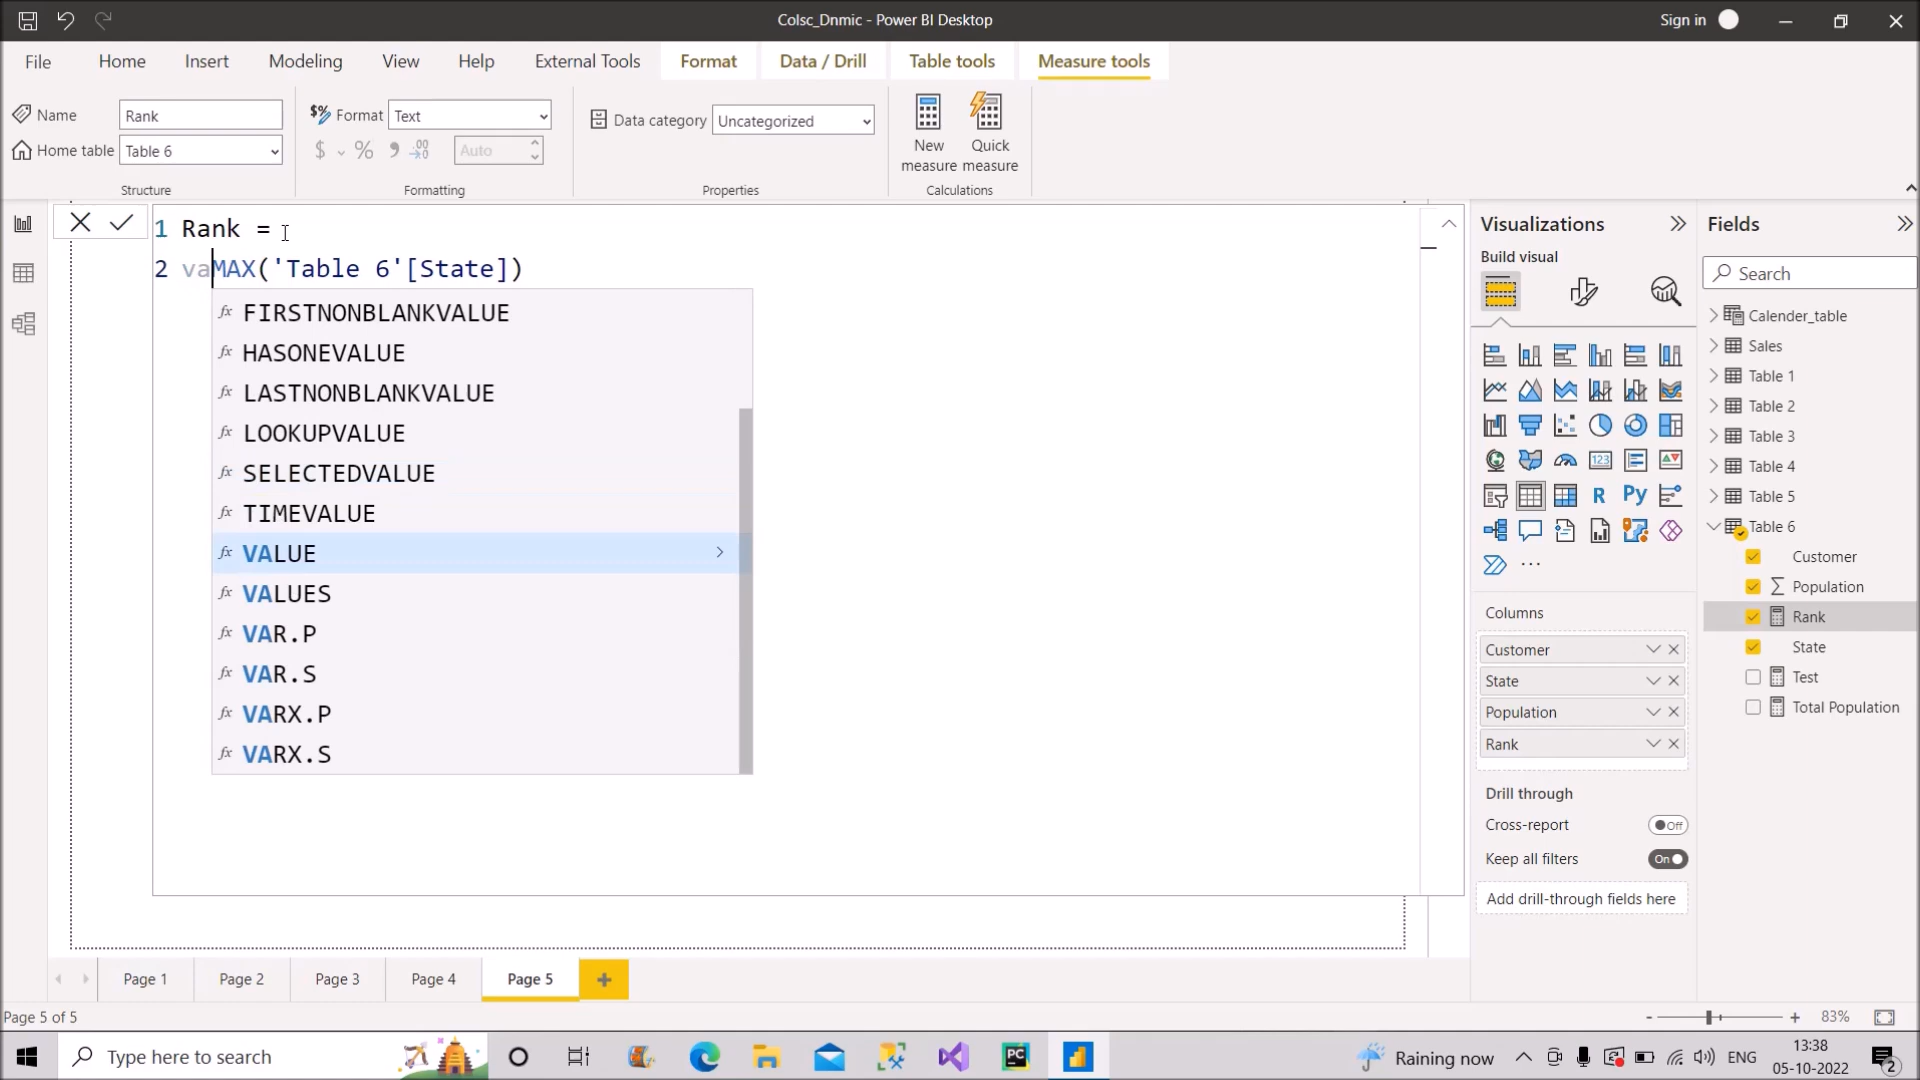 Colsc_Dnmic - Power BI Desktop
Sign in
File
Home
Insert
Modeling
View
Help
External Tools
Format
Data / Drill
Table tools
Measure tools
Name
Rank
Home table
Table 6
Structure
Format
Text
$
%
Auto
Formatting
Data category
Uncategorized
Properties
New measure
Quick measure
Calculations
1 Rank =
2 vaMAX('Table 6'[State])
FIRSTNONBLANKVALUE
HASONEVALUE
LASTNONBLANKVALUE
LOOKUPVALUE
SELECTEDVALUE
TIMEVALUE
VALUE
VALUES
VAR.P
VAR.S
VARX.P
VARX.S
Visualizations
Build visual
123
R
Py
Columns
Customer
State
Population
Rank
Drill through
Cross-report
Off
Keep all filters
On
Add drill-through fields here
Fields
Search
Calender_table
Sales
Table 1
Table 2
Table 3
Table 4
Table 5
Table 6
Customer
Population
Rank
State
Test
Total Population
Page 1
Page 2
Page 3
Page 4
Page 5
Page 5 of 5
83%
Type here to search
PC
Raining now
ENG
13:38
05-10-2022
2